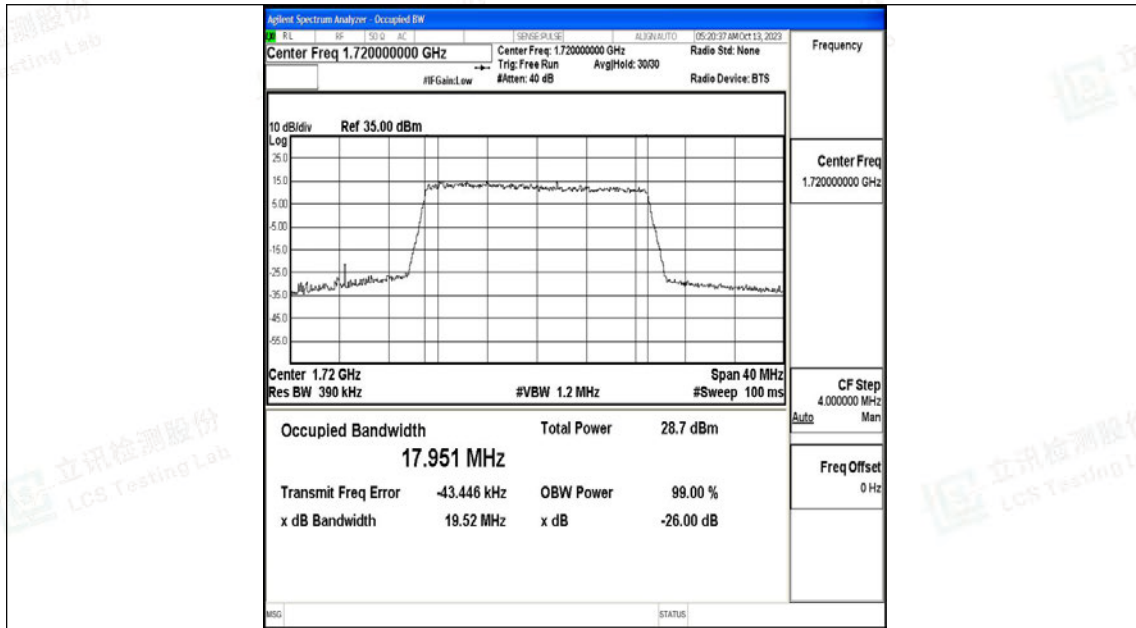 Agilent Spectrum Analyzer - Occupied BW
RL RF 50 Ω AC SENSE:PULSE ALIGN AUTO 05:20:37 AM Oct 13, 2023
Center Freq 1.720000000 GHz
Center Freq: 1.720000000 GHz
Radio Std: None
Trig: Free Run Avg|Hold: 30/30
#IFGain:Low #Atten: 40 dB Radio Device: BTS
10 dB/div Ref 35.00 dBm
Log
25.0
15.0
5.00
-5.00
-15.0
-25.0
-35.0
-45.0
-55.0
Center 1.72 GHz Span 40 MHz
Res BW 390 kHz #VBW 1.2 MHz #Sweep 100 ms
Occupied Bandwidth Total Power 28.7 dBm
17.951 MHz
Transmit Freq Error -43.446 kHz OBW Power 99.00 %
x dB Bandwidth 19.52 MHz x dB -26.00 dB
MSG STATUS
Frequency
Center Freq
1.720000000 GHz
CF Step
4.000000 MHz
Auto Man
Freq Offset
0 Hz
立讯检测股份
LCS Testing Lab
立讯检测股份
LCS Testing Lab